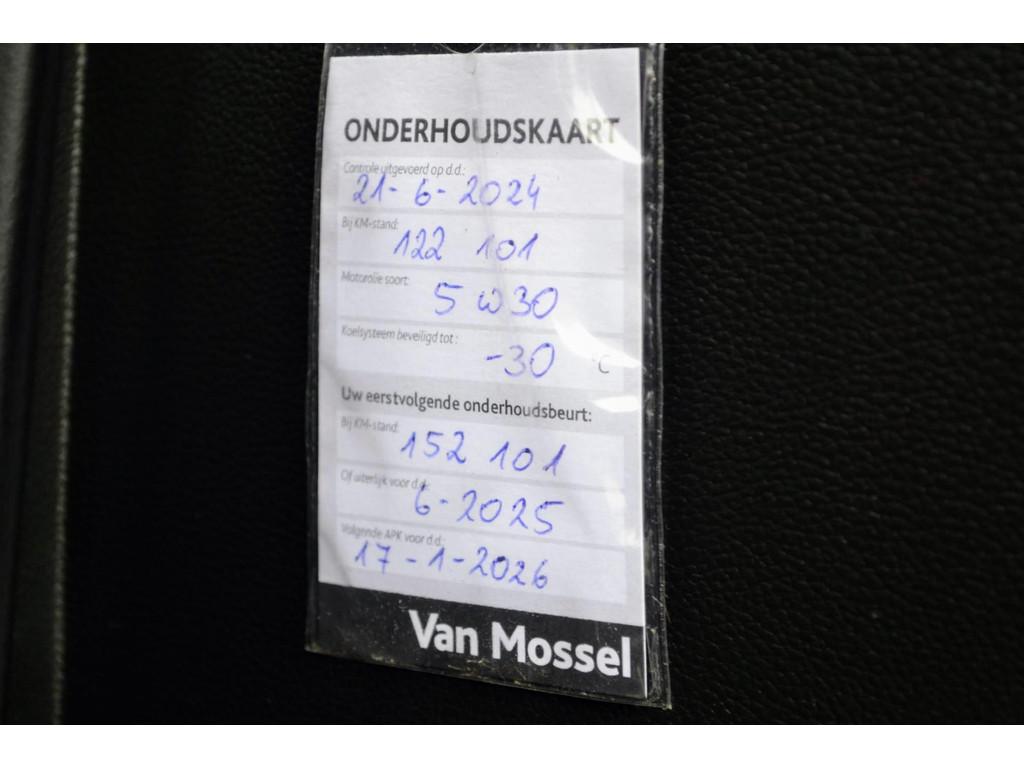 ONDERHOUDSKAART
Controle uitgevoerd op d.d.:
21-6-2024
Bij KM-stand:
122 101
Motorolie soort:
5 W 30
Koelsysteem beveiligd tot:
-30 °C
Uw eerstvolgende onderhoudsbeurt:
Bij KM-stand:
152 101
Of uiterlijk voor d.d.:
6-2025
Volgende APK voor d.d.:
17-1-2026
Van Mossel